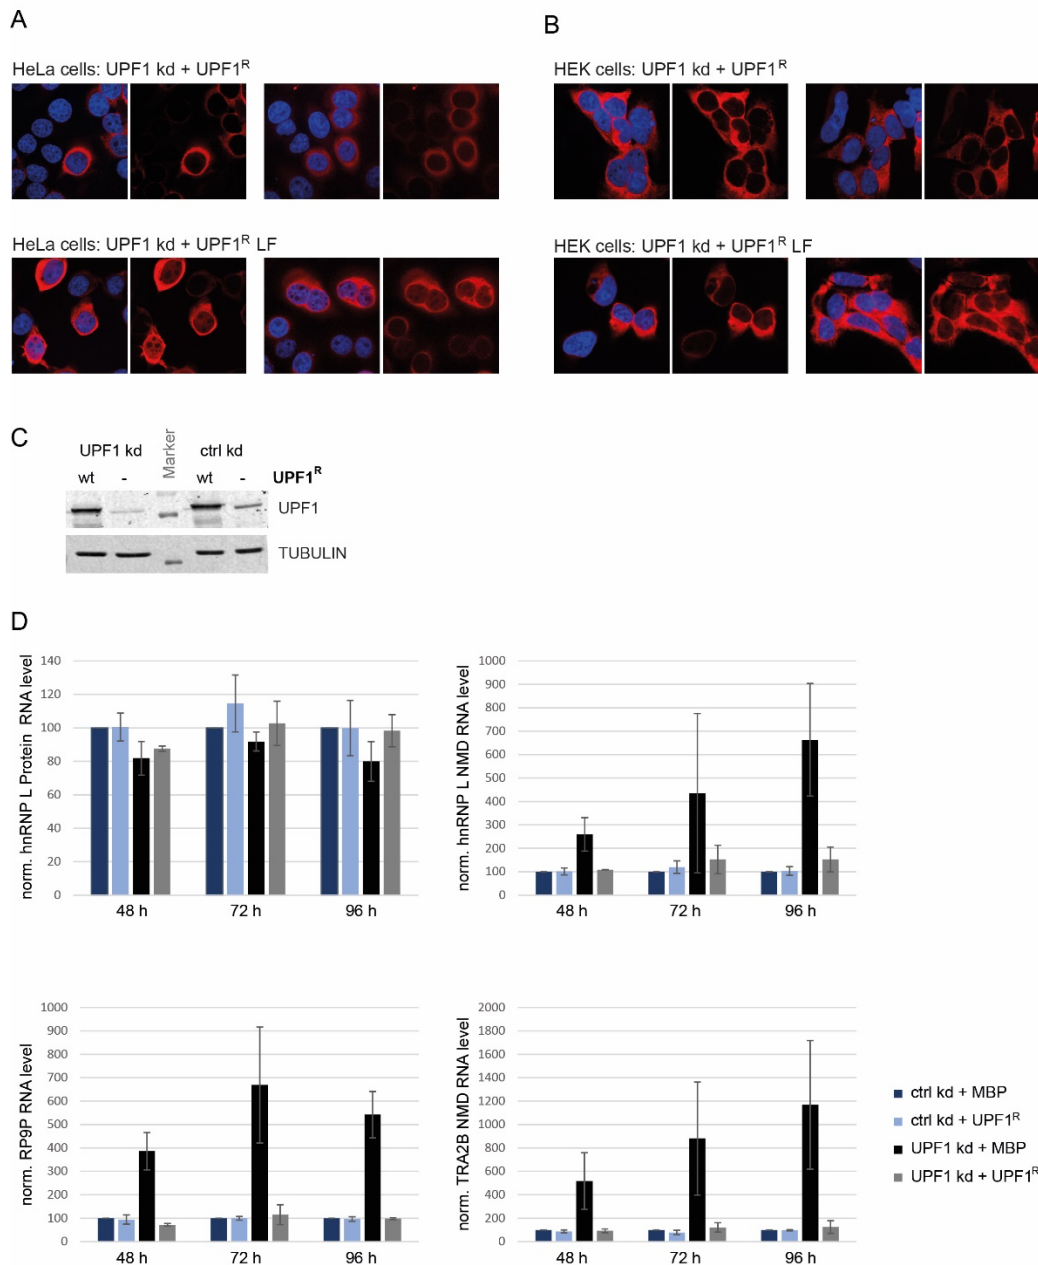 A
B
HeLa cells: UPF1 kd + UPF1ᴿ
HEK cells: UPF1 kd + UPF1ᴿ
HeLa cells: UPF1 kd + UPF1ᴿ LF
HEK cells: UPF1 kd + UPF1ᴿ LF
C
UPF1 kd Marker ctrl kd
wt - wt - UPF1ᴿ
UPF1
TUBULIN
D
norm. hnRNP L Protein RNA level
140
120
100
80
60
40
20
0
48 h 72 h 96 h
norm. hnRNP L NMD RNA level
1000
900
800
700
600
500
400
300
200
100
0
48 h 72 h 96 h
norm. RP9P RNA level
1000
900
800
700
600
500
400
300
200
100
0
48 h 72 h 96 h
norm. TRA2B NMD RNA level
2000
1800
1600
1400
1200
1000
800
600
400
200
0
48 h 72 h 96 h
ctrl kd + MBP
ctrl kd + UPF1ᴿ
UPF1 kd + MBP
UPF1 kd + UPF1ᴿ